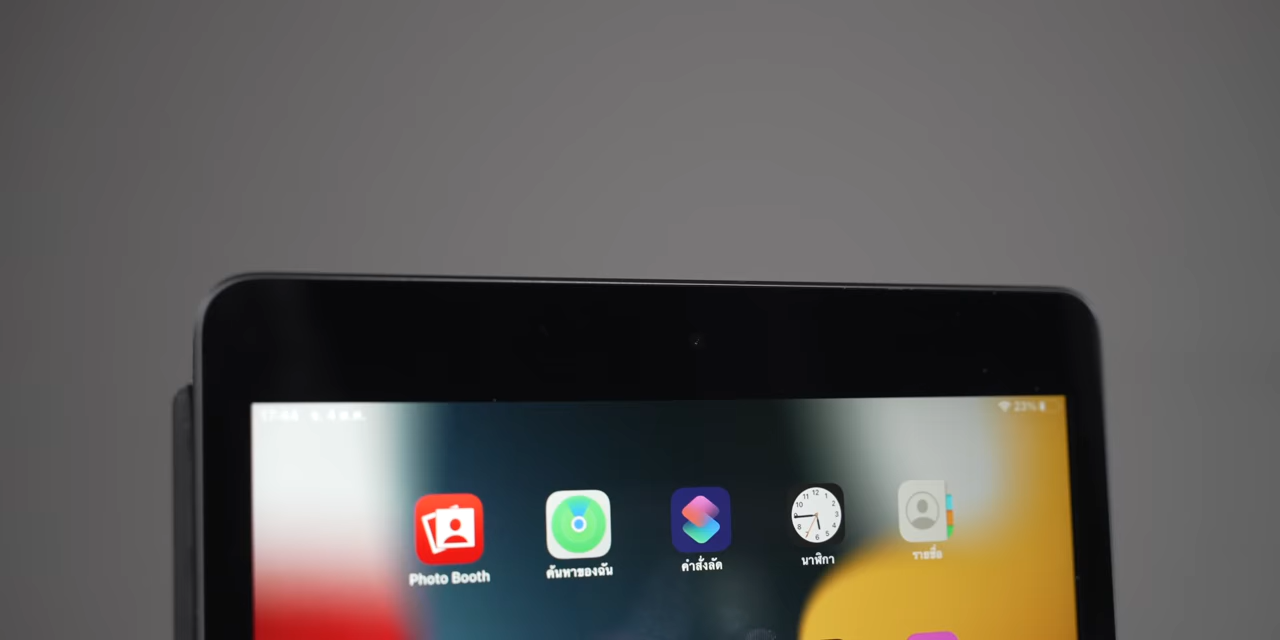 23%
Photo Booth
ค้นหาของฉัน
คำสั่งลัด
นาฬิกา
รายชื่อ